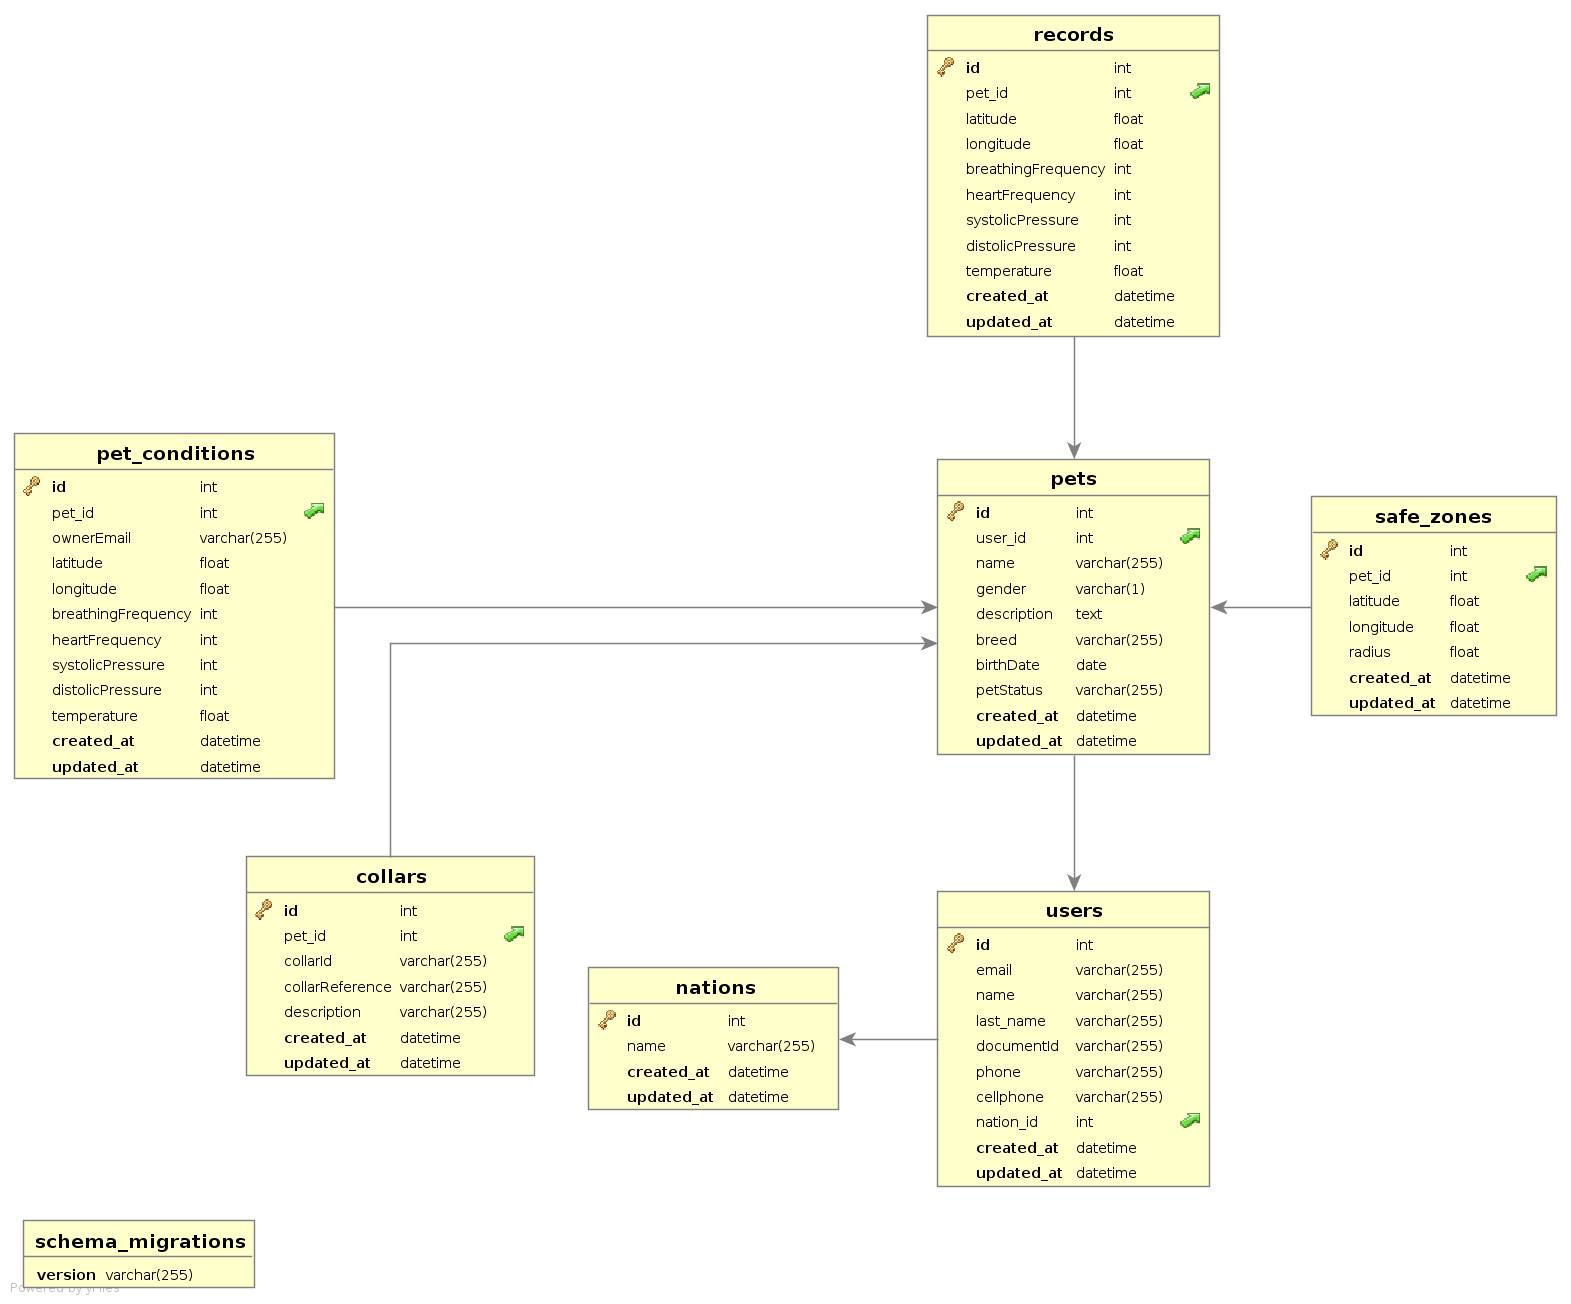 records
id int
pet_id int
latitude float
longitude float
breathingFrequency int
heartFrequency int
systolicPressure int
distolicPressure int
temperature float
created_at datetime
updated_at datetime
pet_conditions
id int
pet_id int
ownerEmail varchar(255)
latitude float
longitude float
breathingFrequency int
heartFrequency int
systolicPressure int
distolicPressure int
temperature float
created_at datetime
updated_at datetime
pets
id int
user_id int
name varchar(255)
gender varchar(1)
description text
breed varchar(255)
birthDate date
petStatus varchar(255)
created_at datetime
updated_at datetime
safe_zones
id int
pet_id int
latitude float
longitude float
radius float
created_at datetime
updated_at datetime
collars
id int
pet_id int
collarId varchar(255)
collarReference varchar(255)
description varchar(255)
created_at datetime
updated_at datetime
nations
id int
name varchar(255)
created_at datetime
updated_at datetime
users
id int
email varchar(255)
name varchar(255)
last_name varchar(255)
documentId varchar(255)
phone varchar(255)
cellphone varchar(255)
nation_id int
created_at datetime
updated_at datetime
schema_migrations
version varchar(255)
Powered by yFiles